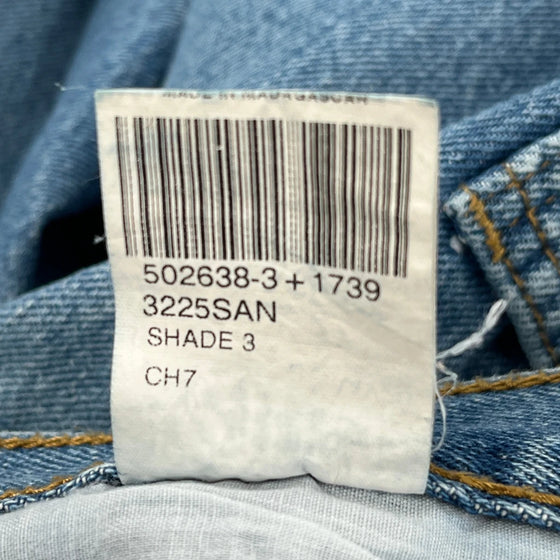 MADE IN MADAGASCAR
502638-3+1739
3225SAN
SHADE 3
CH7